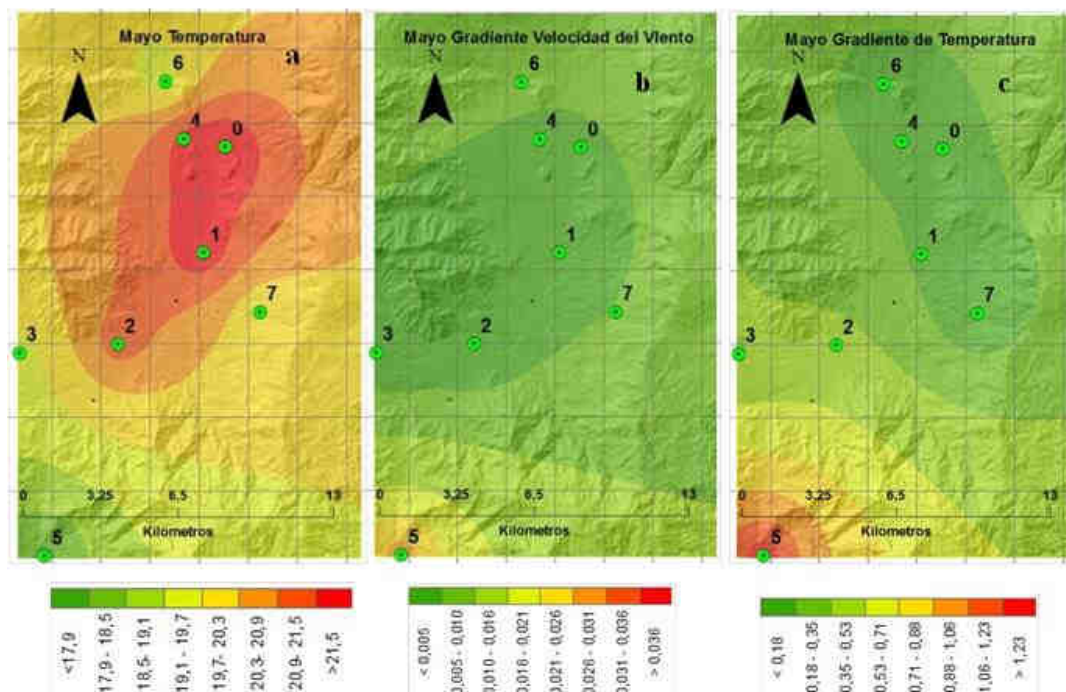 Mayo Temperatura
a
N
6
4
0
1
7
2
3
5
0 3,25 6,5 13
Kilometros
<17,9
17,9 - 18,5
18,5- 19,1
19,1 - 19,7
19,7- 20,3
20,3- 20,9
20,9- 21,5
>21,5
Mayo Gradiente Velocidad del Viento
b
N
6
4
0
1
7
2
3
5
0 3,25 6,5 13
Kilometros
< 0,005
0,005 - 0,010
0,010 - 0,016
0,016 - 0,021
0,021 - 0,026
0,026 - 0,031
0,031 - 0,036
> 0,036
Mayo Gradiente de Temperatura
c
N
6
4
0
1
7
2
3
5
0 3,25 6,5 13
Kilometros
< 0,18
0,18 - 0,35
0,35 - 0,53
0,53 - 0,71
0,71 - 0,88
0,88 - 1,06
1,06 - 1,23
> 1,23